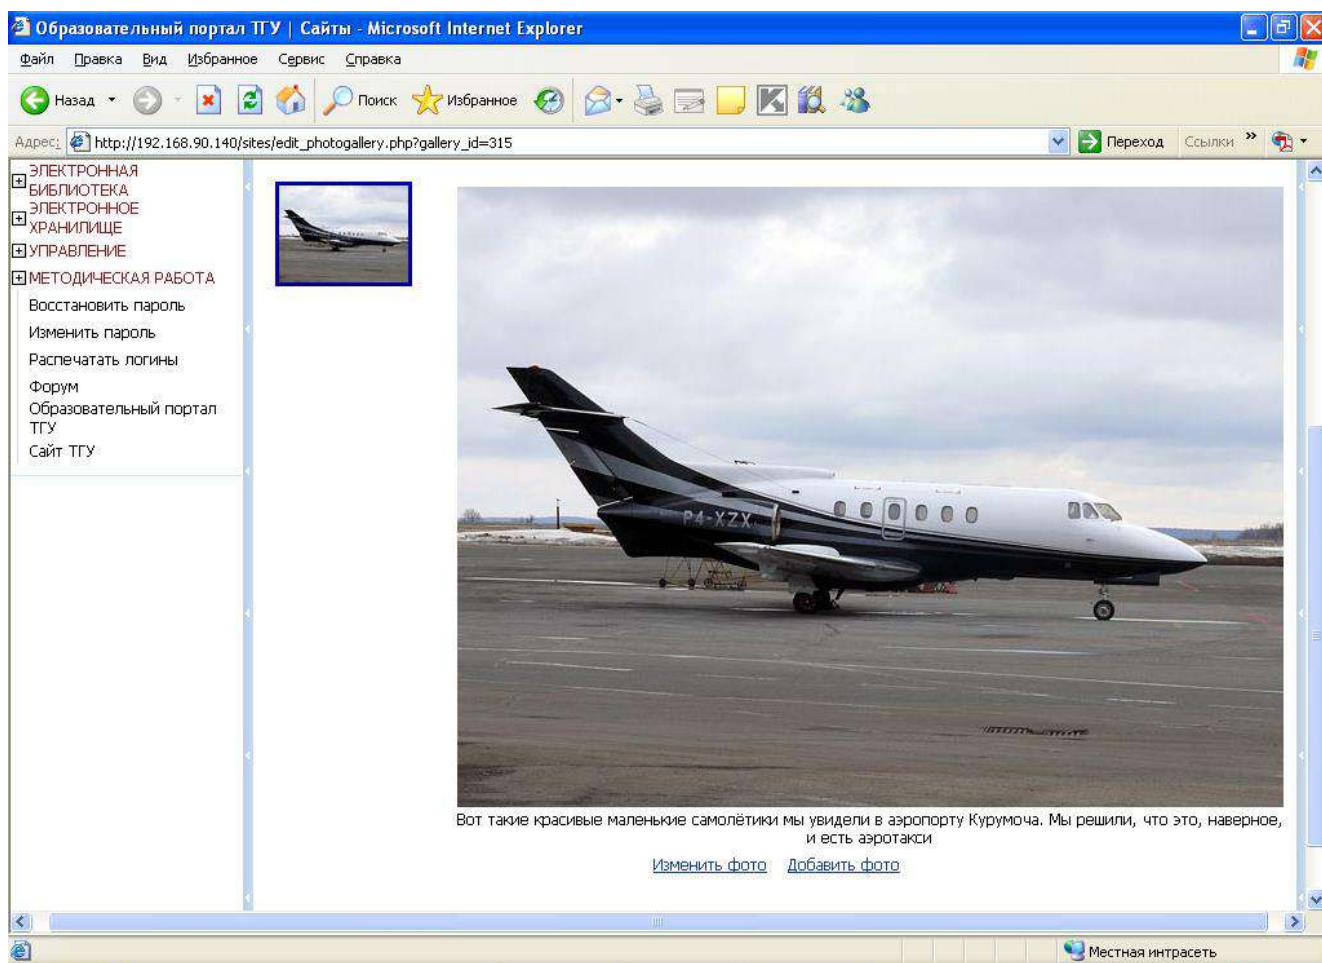 Образовательный портал ТГУ | Сайты - Microsoft Internet Explorer
Файл Правка Вид Избранное Сервис Справка
Назад Поиск Избранное
Адрес: http://192.168.90.140/sites/edit_photogallery.php?gallery_id=315 Переход Ссылки »
ЭЛЕКТРОННАЯ
БИБЛИОТЕКА
ЭЛЕКТРОННОЕ
ХРАНИЛИЩЕ
УПРАВЛЕНИЕ
МЕТОДИЧЕСКАЯ РАБОТА
Восстановить пароль
Изменить пароль
Распечатать логины
Форум
Образовательный портал
ТГУ
Сайт ТГУ
P4-XZX
Вот такие красивые маленькие самолётики мы увидели в аэропорту Курумоча. Мы решили, что это, наверное,
и есть аэротакси
Изменить фото Добавить фото
Местная интрасеть